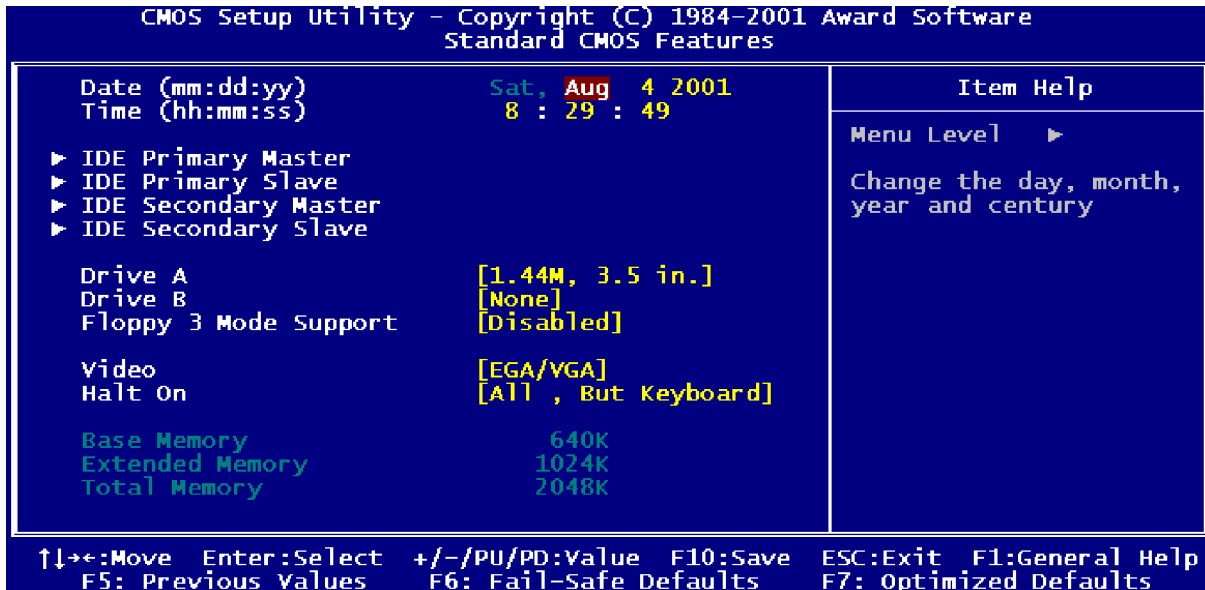 CMOS Setup Utility – Copyright (C) 1984–2001 Award Software
Standard CMOS Features
Date (mm:dd:yy) Sat, Aug 4 2001
Time (hh:mm:ss) 8 : 29 : 49
► IDE Primary Master
► IDE Primary Slave
► IDE Secondary Master
► IDE Secondary Slave
Drive A [1.44M, 3.5 in.]
Drive B [None]
Floppy 3 Mode Support [Disabled]
Video [EGA/VGA]
Halt On [All , But Keyboard]
Base Memory 640K
Extended Memory 1024K
Total Memory 2048K
Item Help
Menu Level ►
Change the day, month,
year and century
↑↓→←:Move Enter:Select +/-/PU/PD:Value F10:Save ESC:Exit F1:General Help
F5: Previous Values F6: Fail-Safe Defaults F7: Optimized Defaults